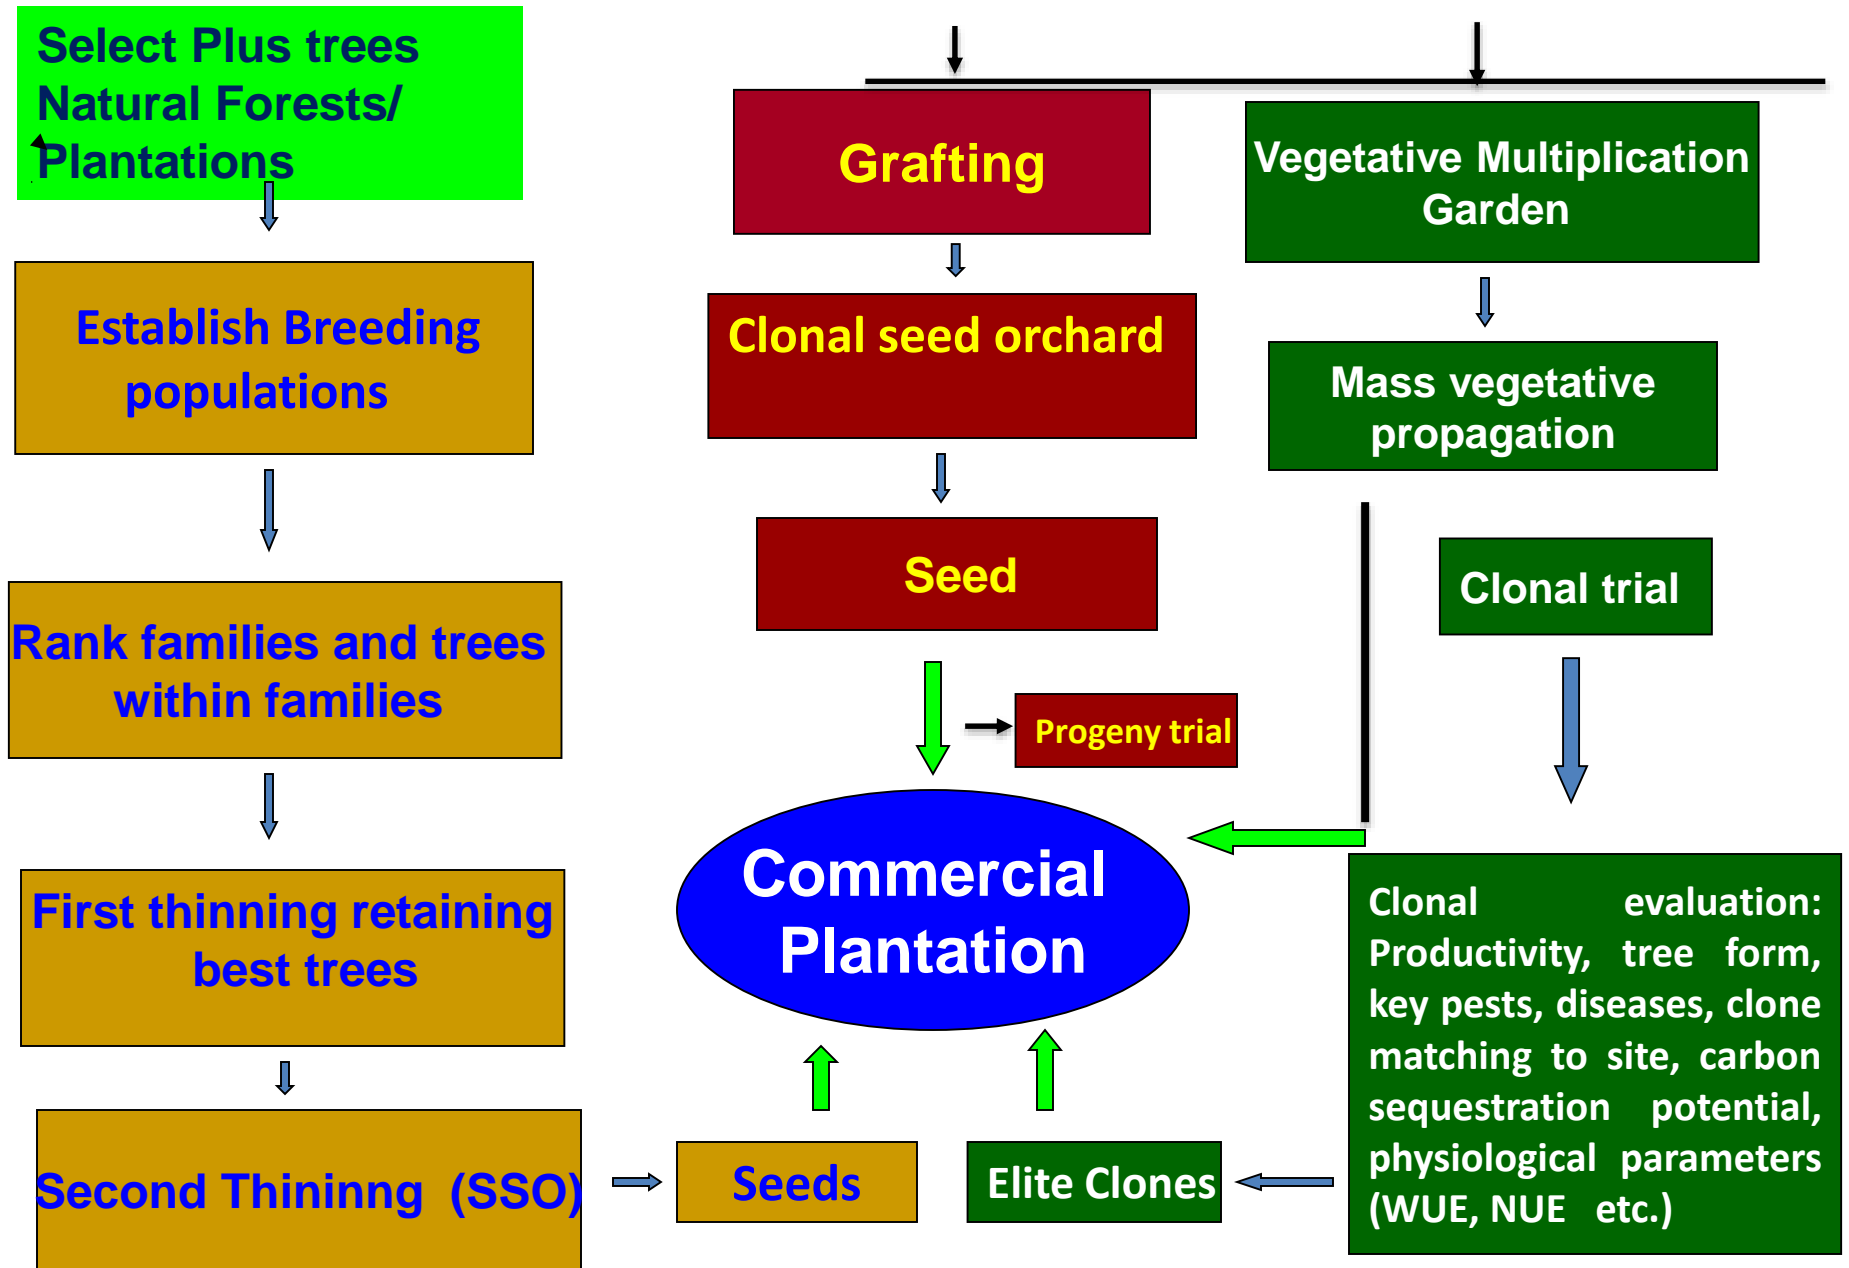 Select Plus trees
Natural Forests/
Plantations
Establish Breeding
populations
Rank families and trees
within families
First thinning retaining
best trees
Second Thininng (SSO)
Seeds
Grafting
Clonal seed orchard
Seed
Progeny trial
Commercial
Plantation
Vegetative Multiplication
Garden
Mass vegetative
propagation
Clonal trial
Clonal evaluation:
Productivity, tree form,
key pests, diseases, clone
matching to site, carbon
sequestration potential,
physiological parameters
(WUE, NUE etc.)
Elite Clones